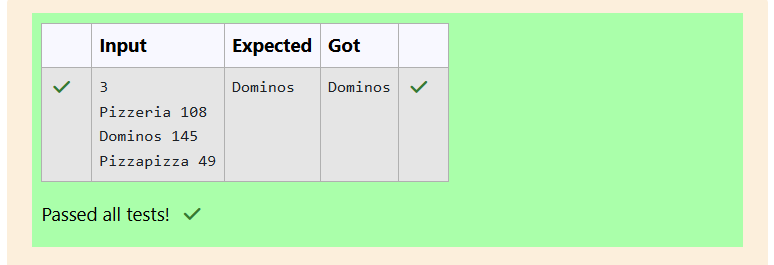 Input Expected Got
3 Dominos Dominos
Pizzeria 108
Dominos 145
Pizzapizza 49
Passed all tests!